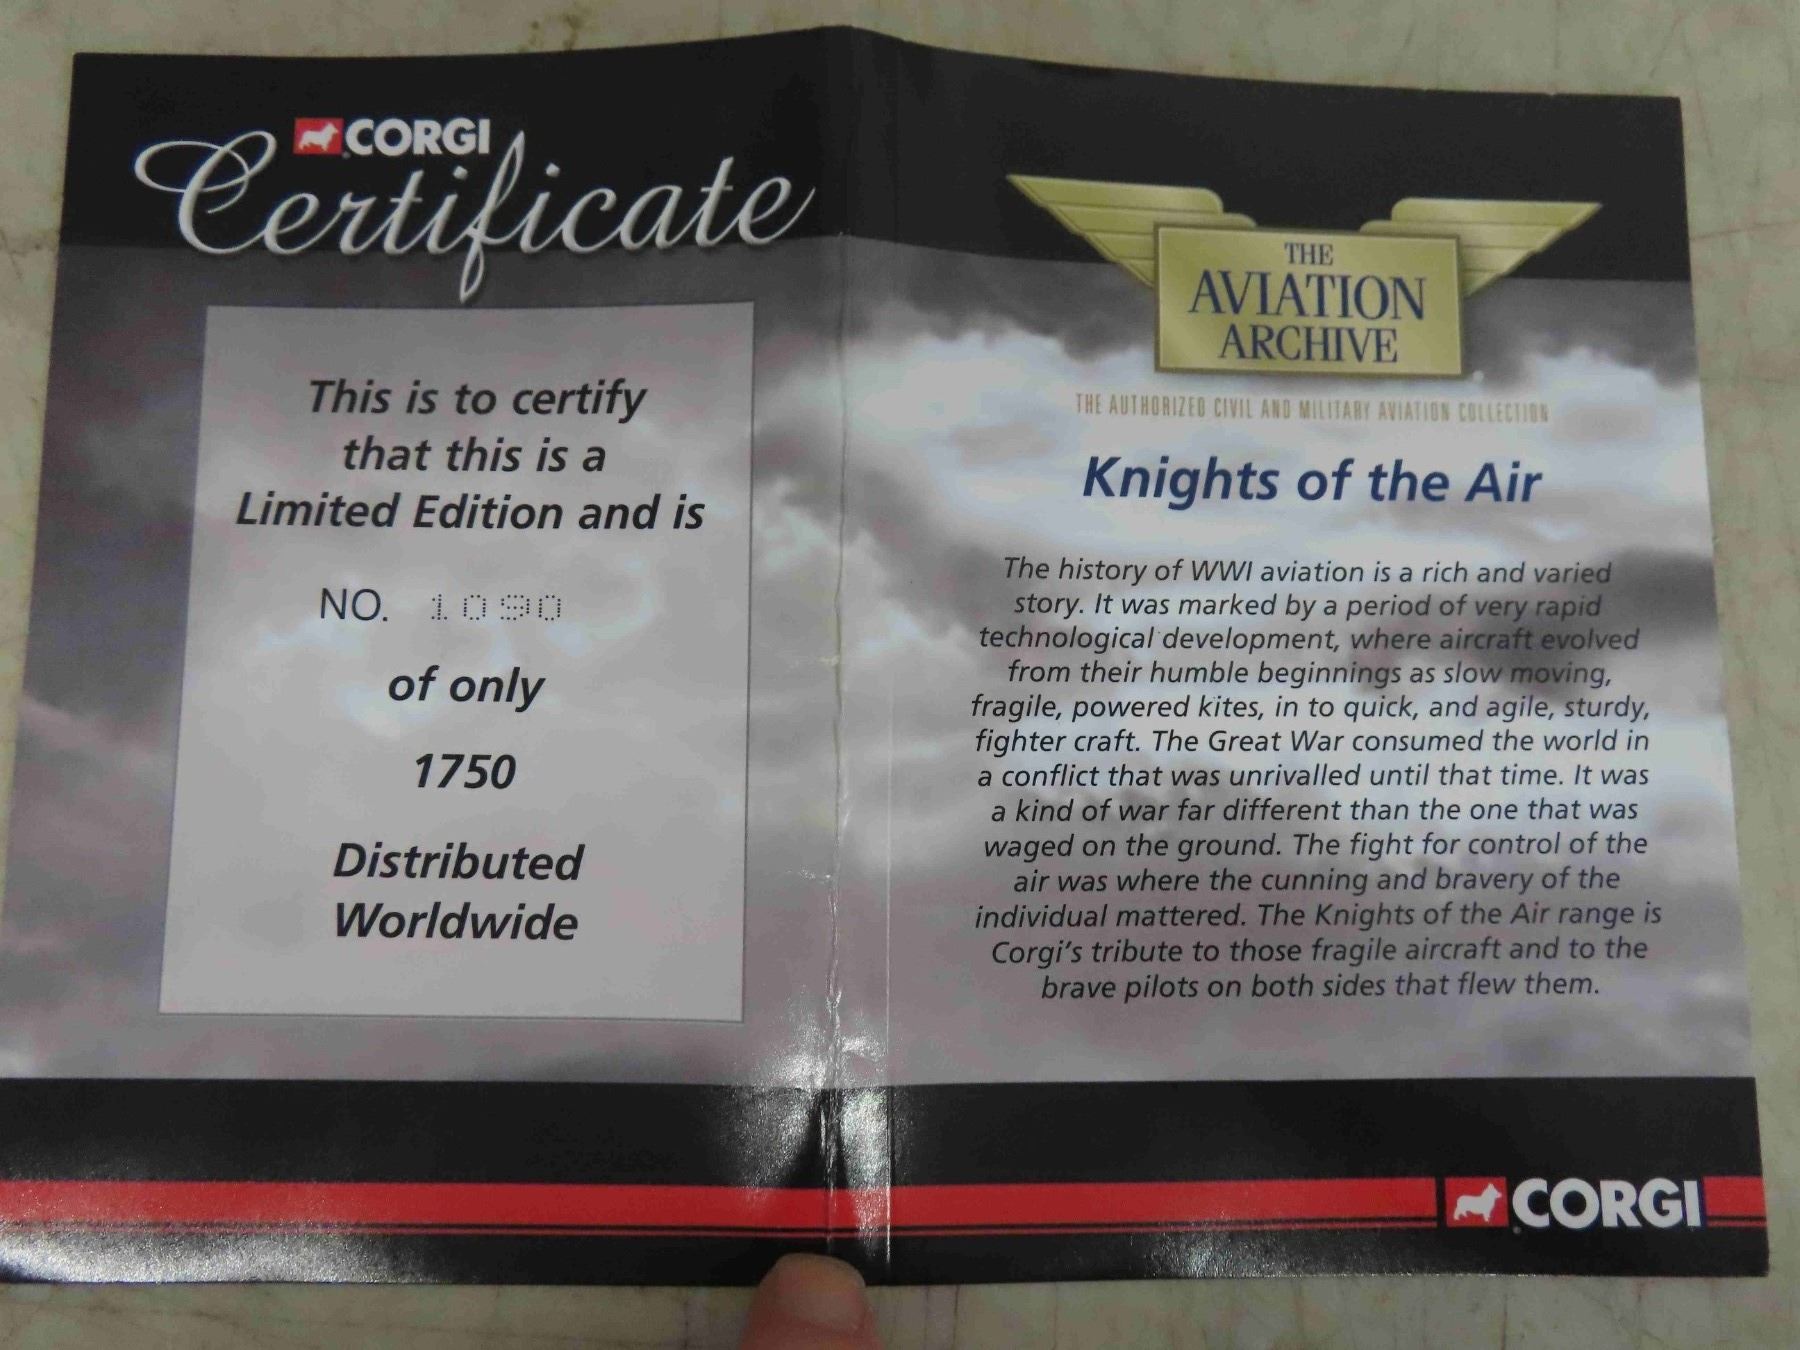 CORGI
Certificate
This is to certify
that this is a
Limited Edition and is
NO. 1090
of only
1750
Distributed
Worldwide
THE
AVIATION
ARCHIVE
THE AUTHORIZED CIVIL AND MILITARY AVIATION COLLECTION
Knights of the Air
The history of WWI aviation is a rich and varied
story. It was marked by a period of very rapid
technological development, where aircraft evolved
from their humble beginnings as slow moving,
fragile, powered kites, in to quick, and agile, sturdy,
fighter craft. The Great War consumed the world in
a conflict that was unrivalled until that time. It was
a kind of war far different than the one that was
waged on the ground. The fight for control of the
air was where the cunning and bravery of the
individual mattered. The Knights of the Air range is
Corgi's tribute to those fragile aircraft and to the
brave pilots on both sides that flew them.
CORGI